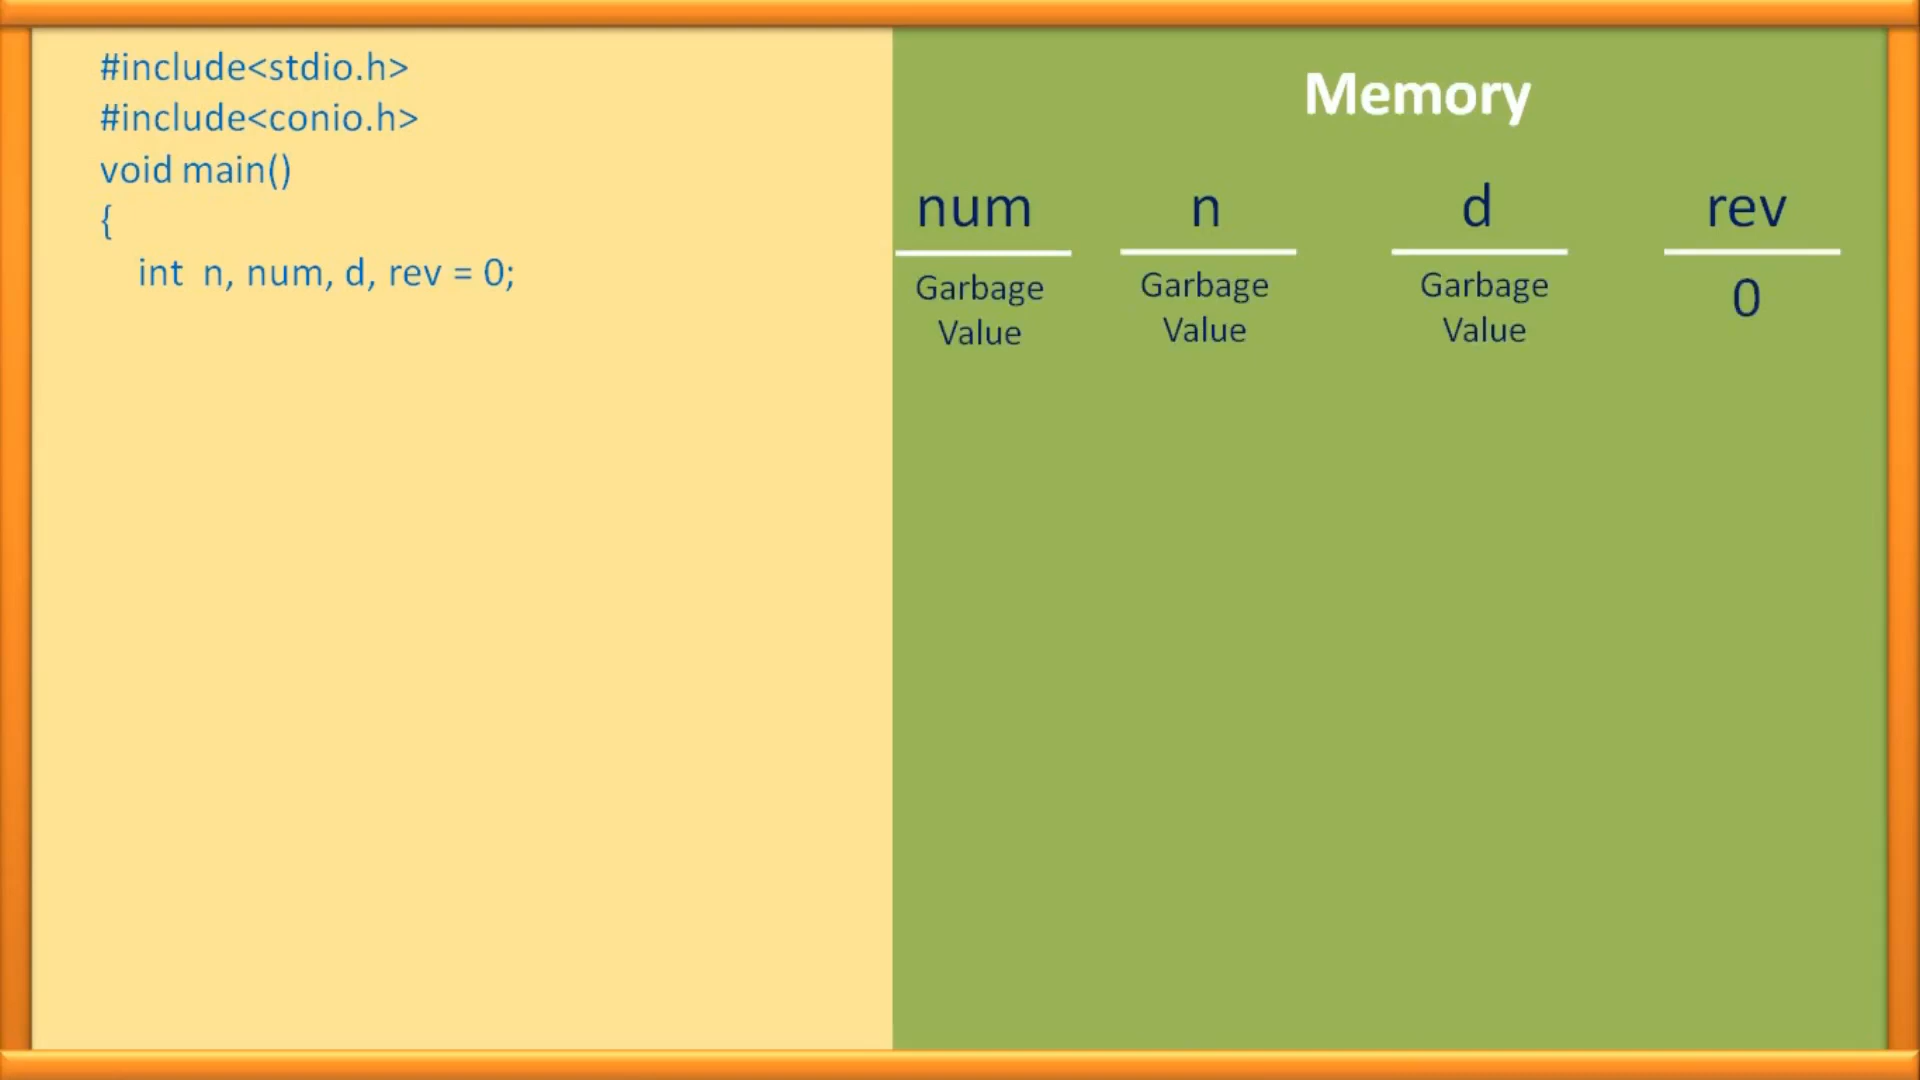 #include<stdio.h>
#include<conio.h>
void main()
{
int n, num, d, rev = 0;
Memory
num n d rev
Garbage Garbage Garbage 0
Value Value Value